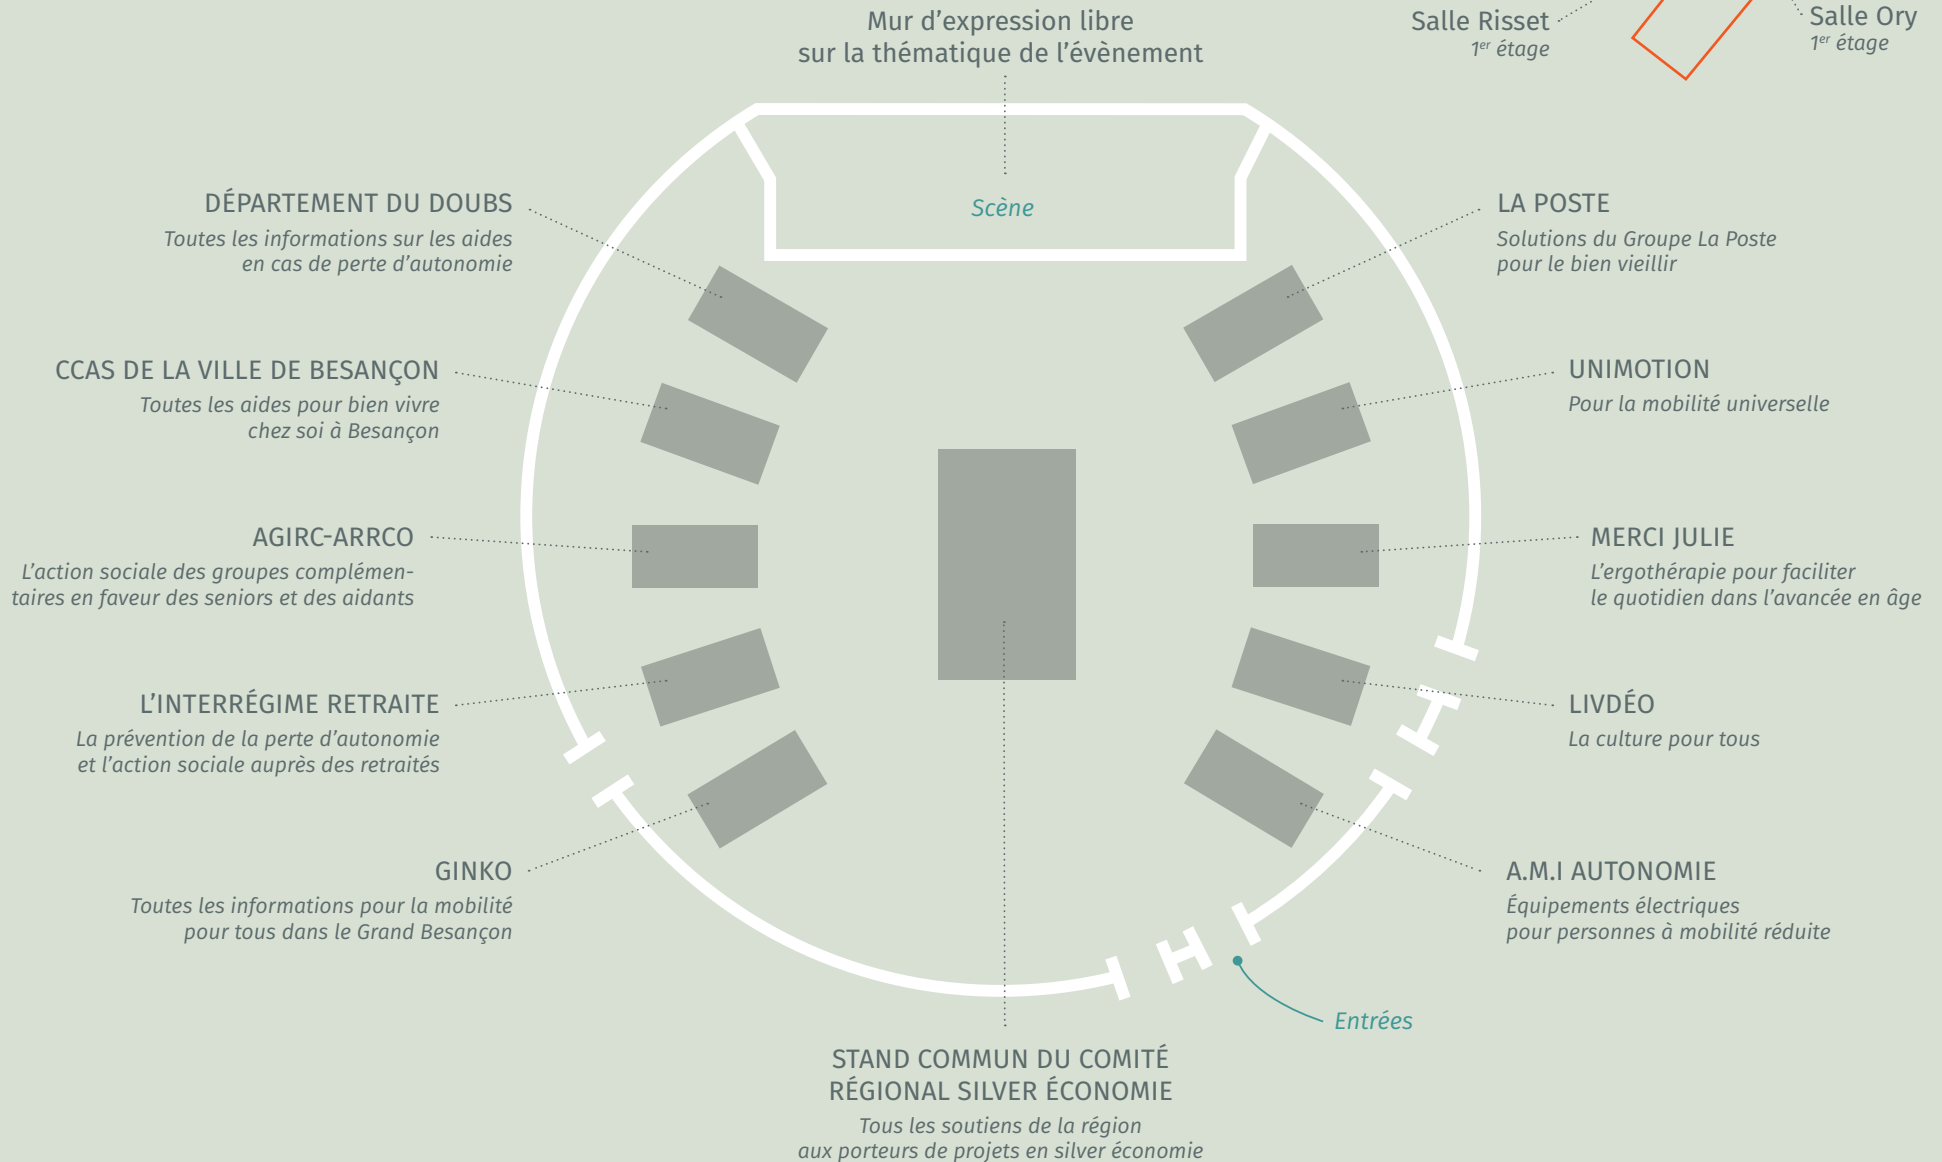 Mur d’expression libre
sur la thématique de l’évènement
Salle Risset
1er étage
Salle Ory
1er étage
Scène
DÉPARTEMENT DU DOUBS
Toutes les informations sur les aides
en cas de perte d’autonomie
CCAS DE LA VILLE DE BESANÇON
Toutes les aides pour bien vivre
chez soi à Besançon
AGIRC-ARRCO
L’action sociale des groupes complémen-
taires en faveur des seniors et des aidants
L’INTERRÉGIME RETRAITE
La prévention de la perte d’autonomie
et l’action sociale auprès des retraités
GINKO
Toutes les informations pour la mobilité
pour tous dans le Grand Besançon
LA POSTE
Solutions du Groupe La Poste
pour le bien vieillir
UNIMOTION
Pour la mobilité universelle
MERCI JULIE
L’ergothérapie pour faciliter
le quotidien dans l’avancée en âge
LIVDÉO
La culture pour tous
A.M.I AUTONOMIE
Équipements électriques
pour personnes à mobilité réduite
Entrées
STAND COMMUN DU COMITÉ
RÉGIONAL SILVER ÉCONOMIE
Tous les soutiens de la région
aux porteurs de projets en silver économie